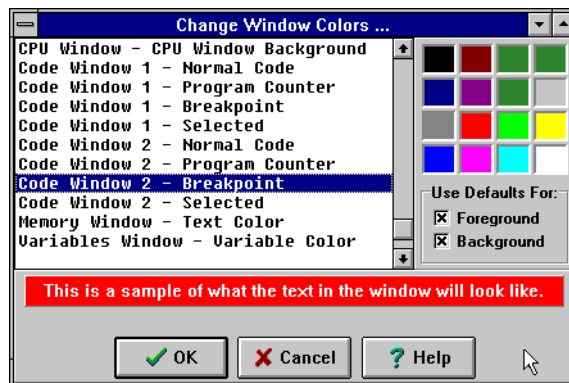 Change Window Colors ...
CPU Window - CPU Window Background
Code Window 1 - Normal Code
Code Window 1 - Program Counter
Code Window 1 - Breakpoint
Code Window 1 - Selected
Code Window 2 - Normal Code
Code Window 2 - Program Counter
Code Window 2 - Breakpoint
Code Window 2 - Selected
Memory Window - Text Color
Variables Window - Variable Color
Use Defaults For:
Foreground
Background
This is a sample of what the text in the window will look like.
OK
Cancel
? Help